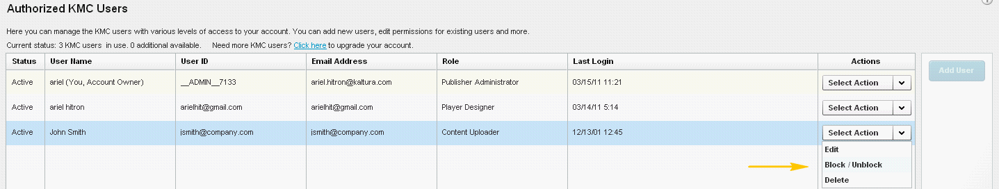 Authorized KMC Users
?
Here you can manage the KMC users with various levels of access to your account. You can add new users, edit permissions for existing users and more.
Current status: 3 KMC users in use. 0 additional available. Need more KMC users? Click here to upgrade your account.
Status User Name User ID Email Address Role Last Login Actions
Add User
Active ariel (You, Account Owner) __ADMIN__7133 ariel.hitron@kaltura.com Publisher Administrator 03/15/11 11:21 Select Action
Active ariel hitron arielhit@gmail.com arielhit@gmail.com Player Designer 03/14/11 5:14 Select Action
Active John Smith jsmith@company.com jsmith@company.com Content Uploader 12/13/01 12:45 Select Action
Edit
Block / Unblock
Delete